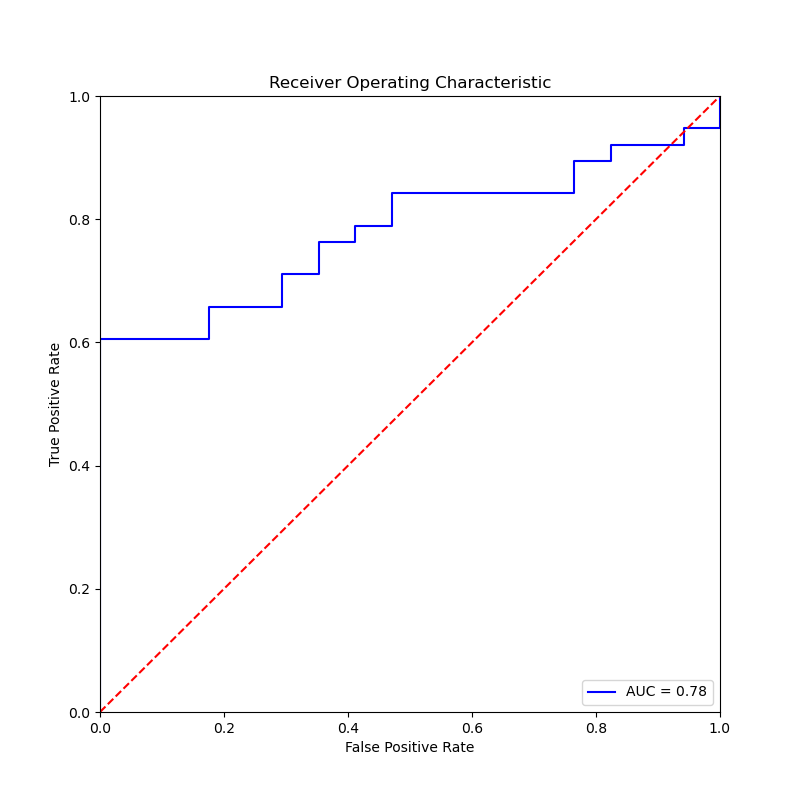 Receiver Operating Characteristic
1.0
0.8
0.6
0.4
0.2
0.0
True Positive Rate
AUC = 0.78
0.0 0.2 0.4 0.6 0.8 1.0
False Positive Rate